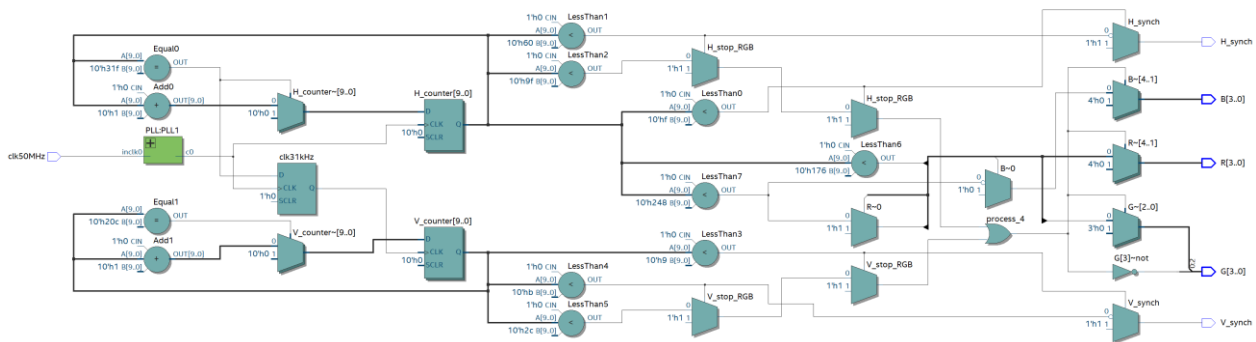 1'h0 CIN
LessThan1
A[9..0]
OUT
10'h60 B[9..0]
H_synch
1'h1 1
H_synch
A[9..0]
Equal0
OUT
10'h31f B[9..0]
1'h0 CIN
LessThan2
A[9..0]
OUT
10'h9f B[9..0]
H_stop_RGB
0
1'h1 1
1'h0 CIN
Add0
A[9..0]
OUT[9..0]
10'h1 B[9..0]
H_counter~[9..0]
0
10'h0 1
H_counter[9..0]
D
CLK
Q
10'h0
SCLR
1'h0 CIN
LessThan0
A[9..0]
OUT
10'hf B[9..0]
H_stop_RGB
0
1'h1 1
B~[4..1]
0
4'h0 1
B[3..0]
PLL:PLL1
clk50MHz
inclk0
c0
clk31kHz
D
CLK
Q
1'h0
SCLR
1'h0 CIN
LessThan6
A[9..0]
OUT
10'h176 B[9..0]
R~[4..1]
0
4'h0 1
R[3..0]
1'h0 CIN
LessThan7
A[9..0]
OUT
10'h248 B[9..0]
B~0
0
1'h0 1
R~0
0
1'h1 1
process_4
G~[2..0]
0
3'h0 1
A[9..0]
Equal1
OUT
10'h20c B[9..0]
1'h0 CIN
Add1
A[9..0]
OUT[9..0]
10'h1 B[9..0]
V_counter~[9..0]
0
10'h0 1
V_counter[9..0]
D
CLK
Q
10'h0
SCLR
1'h0 CIN
LessThan3
A[9..0]
OUT
10'h9 B[9..0]
G[3]~not
0:2
G[3..0]
1'h0 CIN
LessThan4
A[9..0]
OUT
10'hb B[9..0]
V_stop_RGB
0
1'h1 1
1'h0 CIN
LessThan5
A[9..0]
OUT
10'h2c B[9..0]
V_stop_RGB
0
1'h1 1
V_synch
0
1'h1 1
V_synch